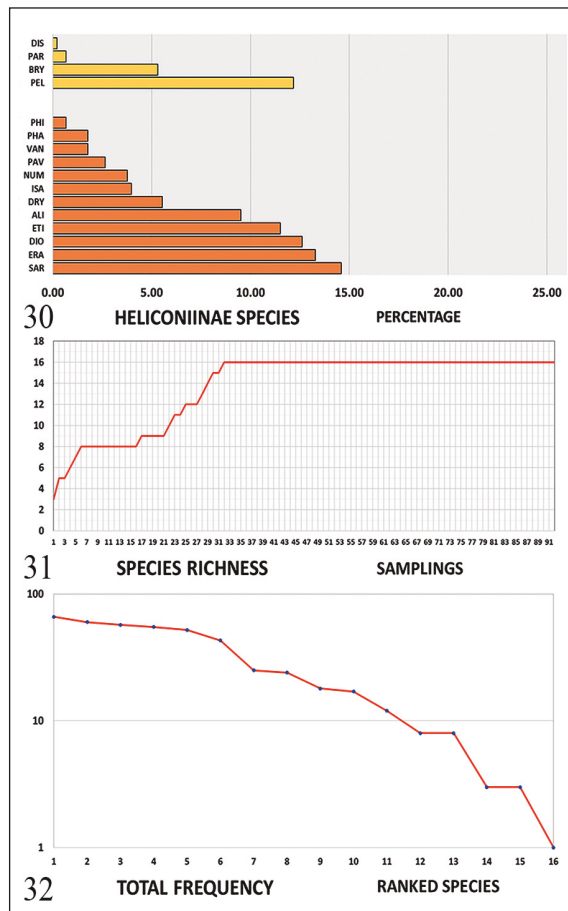 DIS
PAR
BRY
PEL
PHI
PHA
VAN
PAV
NUM
ISA
DRY
ALI
ETI
DIO
ERA
SAR
0.00 5.00 10.00 15.00 20.00 25.00
30 HELICONIINAE SPECIES PERCENTAGE
18
16
14
12
10
8
6
4
2
0
1 3 5 7 9 11 13 15 17 19 21 23 25 27 29 31 33 35 37 39 41 43 45 47 49 51 53 55 57 59 61 63 65 67 69 71 73 75 77 79 81 83 85 87 89 91
31 SPECIES RICHNESS SAMPLINGS
100
10
1
1 2 3 4 5 6 7 8 9 10 11 12 13 14 15 16
32 TOTAL FREQUENCY RANKED SPECIES